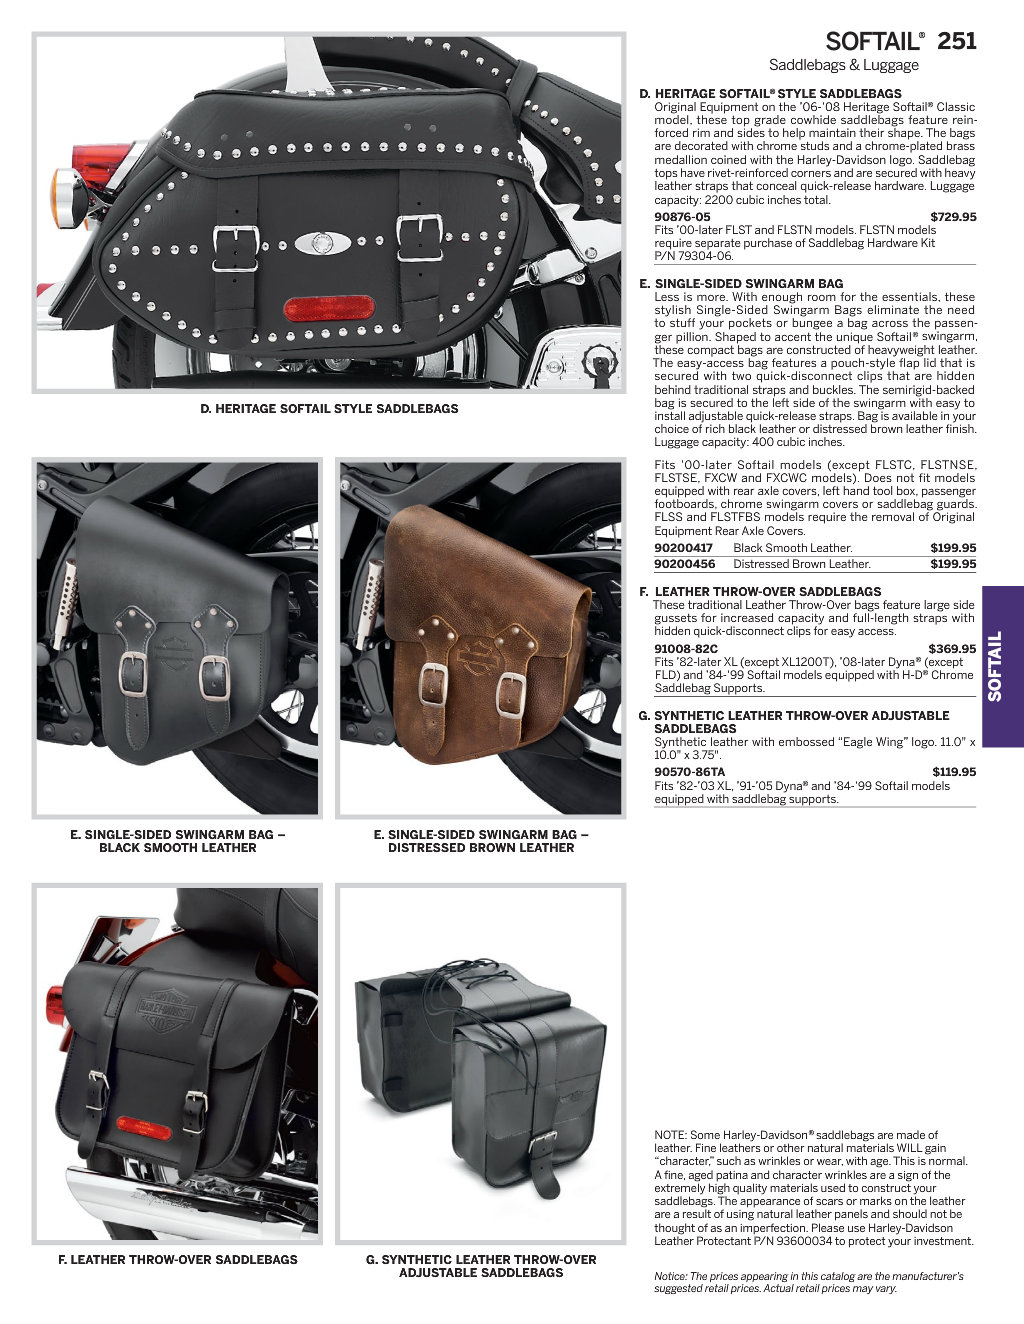 SOFTAIL® 251
Saddlebags & Luggage
D. HERITAGE SOFTAIL® STYLE SADDLEBAGS
Original Equipment on the ’06-’08 Heritage Softail® Classic
model, these top grade cowhide saddlebags feature rein-
forced rim and sides to help maintain their shape. The bags
are decorated with chrome studs and a chrome-plated brass
medallion coined with the Harley-Davidson logo. Saddlebag
tops have rivet-reinforced corners and are secured with heavy
leather straps that conceal quick-release hardware. Luggage
capacity: 2200 cubic inches total.
90876-05 $729.95
Fits ’00-later FLST and FLSTN models. FLSTN models
require separate purchase of Saddlebag Hardware Kit
P/N 79304-06.
E. SINGLE-SIDED SWINGARM BAG
Less is more. With enough room for the essentials, these
stylish Single-Sided Swingarm Bags eliminate the need
to stuff your pockets or bungee a bag across the passen-
ger pillion. Shaped to accent the unique Softail® swingarm,
these compact bags are constructed of heavyweight leather.
The easy-access bag features a pouch-style flap lid that is
secured with two quick-disconnect clips that are hidden
behind traditional straps and buckles. The semirigid-backed
bag is secured to the left side of the swingarm with easy to
install adjustable quick-release straps. Bag is available in your
choice of rich black leather or distressed brown leather finish.
Luggage capacity: 400 cubic inches.
Fits ’00-later Softail models (except FLSTC, FLSTNSE,
FLSTSE, FXCW and FXCWC models). Does not fit models
equipped with rear axle covers, left hand tool box, passenger
footboards, chrome swingarm covers or saddlebag guards.
FLSS and FLSTFBS models require the removal of Original
Equipment Rear Axle Covers.
90200417 Black Smooth Leather. $199.95
90200456 Distressed Brown Leather. $199.95
F. LEATHER THROW-OVER SADDLEBAGS
These traditional Leather Throw-Over bags feature large side
gussets for increased capacity and full-length straps with
hidden quick-disconnect clips for easy access.
91008-82C $369.95
Fits ’82-later XL (except XL1200T), ’08-later Dyna® (except
FLD) and ’84-’99 Softail models equipped with H-D® Chrome
Saddlebag Supports.
G. SYNTHETIC LEATHER THROW-OVER ADJUSTABLE
SADDLEBAGS
Synthetic leather with embossed “Eagle Wing” logo. 11.0" x
10.0" x 3.75".
90570-86TA $119.95
Fits ’82-’03 XL, ’91-’05 Dyna® and ’84-’99 Softail models
equipped with saddlebag supports.
SOFTAIL
D. HERITAGE SOFTAIL STYLE SADDLEBAGS
E. SINGLE-SIDED SWINGARM BAG –
BLACK SMOOTH LEATHER
E. SINGLE-SIDED SWINGARM BAG –
DISTRESSED BROWN LEATHER
HARLEY-DAVIDSON
F. LEATHER THROW-OVER SADDLEBAGS
G. SYNTHETIC LEATHER THROW-OVER
ADJUSTABLE SADDLEBAGS
NOTE: Some Harley-Davidson® saddlebags are made of
leather. Fine leathers or other natural materials WILL gain
“character,” such as wrinkles or wear, with age. This is normal.
A fine, aged patina and character wrinkles are a sign of the
extremely high quality materials used to construct your
saddlebags. The appearance of scars or marks on the leather
are a result of using natural leather panels and should not be
thought of as an imperfection. Please use Harley-Davidson
Leather Protectant P/N 93600034 to protect your investment.
Notice: The prices appearing in this catalog are the manufacturer’s
suggested retail prices. Actual retail prices may vary.